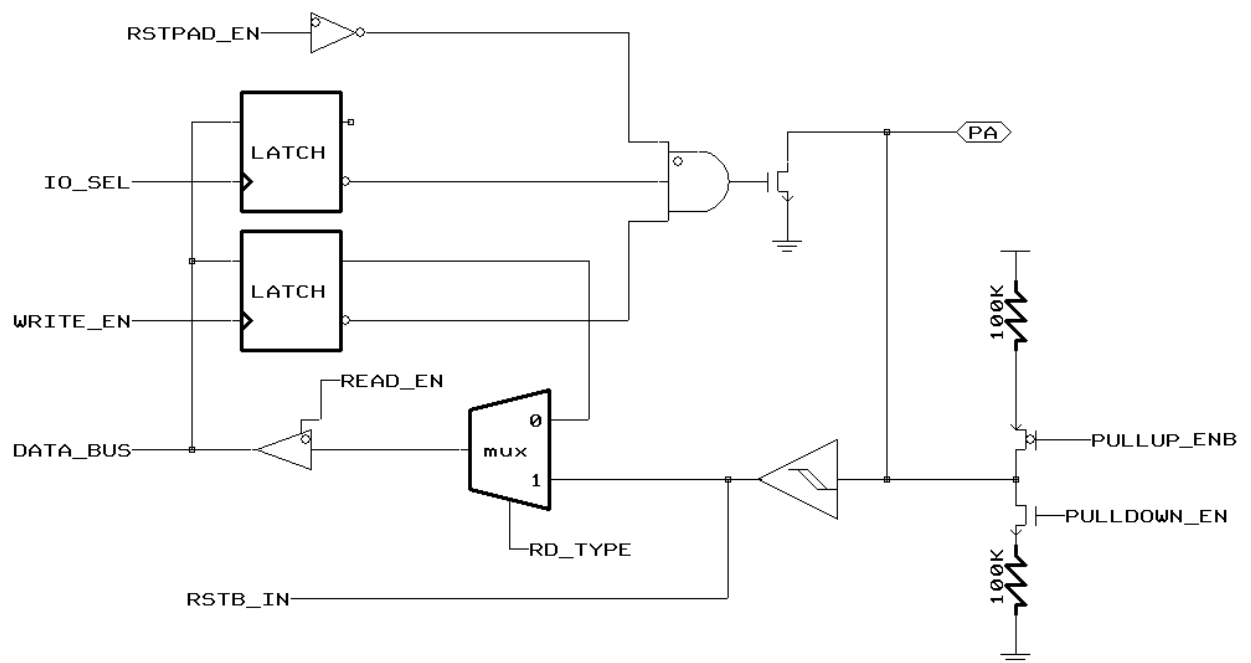 RSTPAD_EN
PA
LATCH
IO_SEL
LATCH
WRITE_EN
100K
READ_EN
0
DATA_BUS
mux
PULLUP_ENB
1
PULLDOWN_EN
RD_TYPE
100K
RSTB_IN